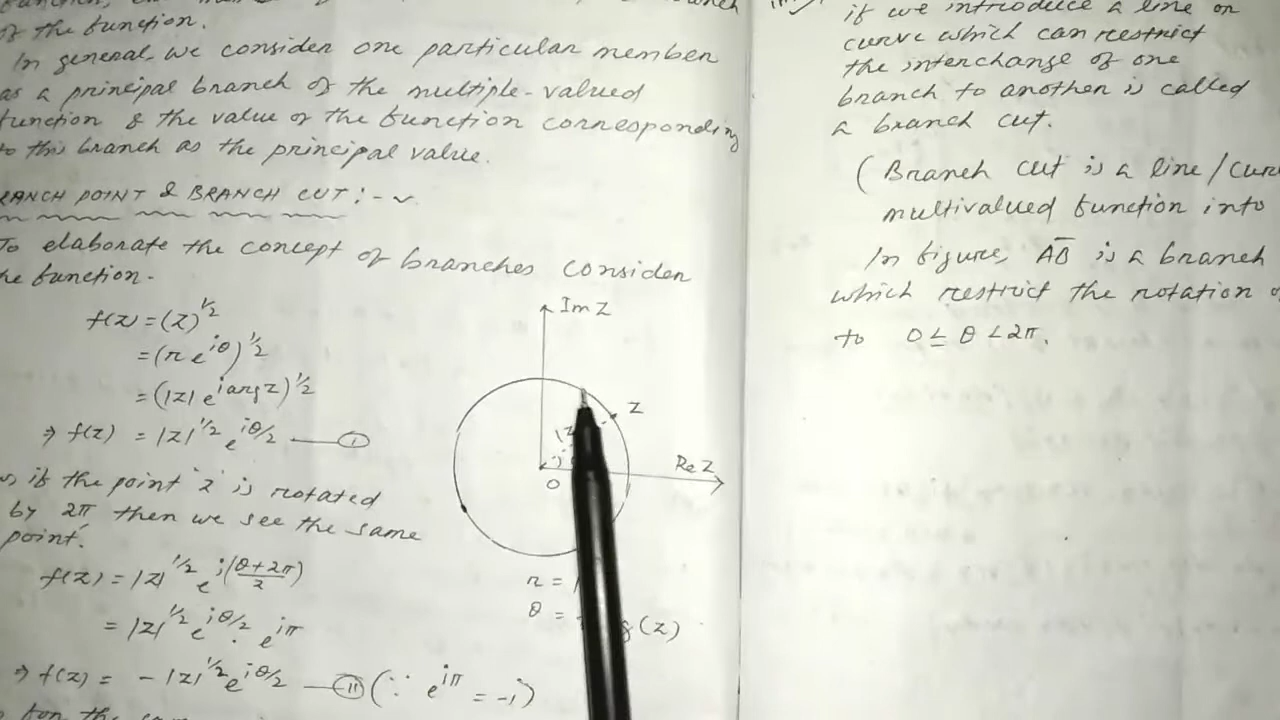 of the function.
In general, we consider one particular member
as a principal branch of the multiple-valued
function & the value of the function corresponding
to this branch as the principal value.
RANCH POINT & BRANCH CUT :-
To elaborate the concept of branches consider
he function -
f(z) = (z)^1/2
= (r e^iθ)^1/2
= (|z| e^i arg z)^1/2
⇒ f(z) = |z|^1/2 e^iθ/2 — (I)
if the point 'z' is rotated
by 2π then we see the same
point.
f(z) = |z|^1/2 e^i(θ+2π/2)
= |z|^1/2 e^iθ/2 . e^iπ
⇒ f(z) = - |z|^1/2 e^iθ/2 — (II) (∵ e^iπ = -1)
for the same
Im z
z
|z
Re z
O
r =
θ = g(z)
if we introduce a line or
curve which can restrict
the interchange of one
branch to another is called
a branch cut.
(Branch cut is a line/cur
multivalued function into
In figure, AB is a branch
which restrict the rotation
to 0 ≤ θ < 2π.